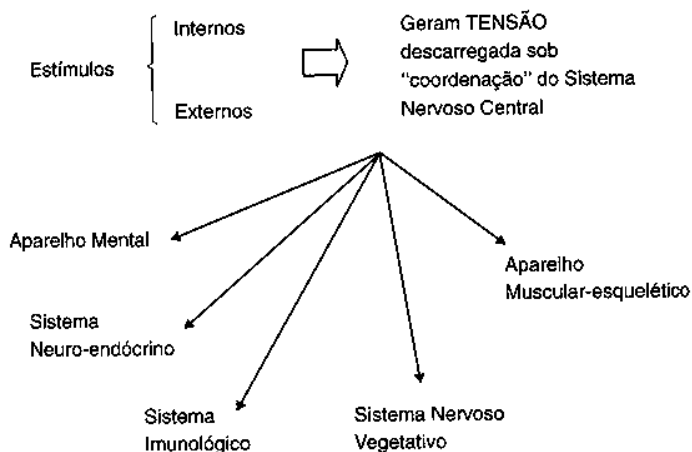 Estímulos
Internos
Externos
Geram TENSÃO
descarregada sob
“coordenação” do Sistema
Nervoso Central
Aparelho Mental
Sistema
Neuro-endócrino
Sistema
Imunológico
Sistema Nervoso
Vegetativo
Aparelho
Muscular-esquelético